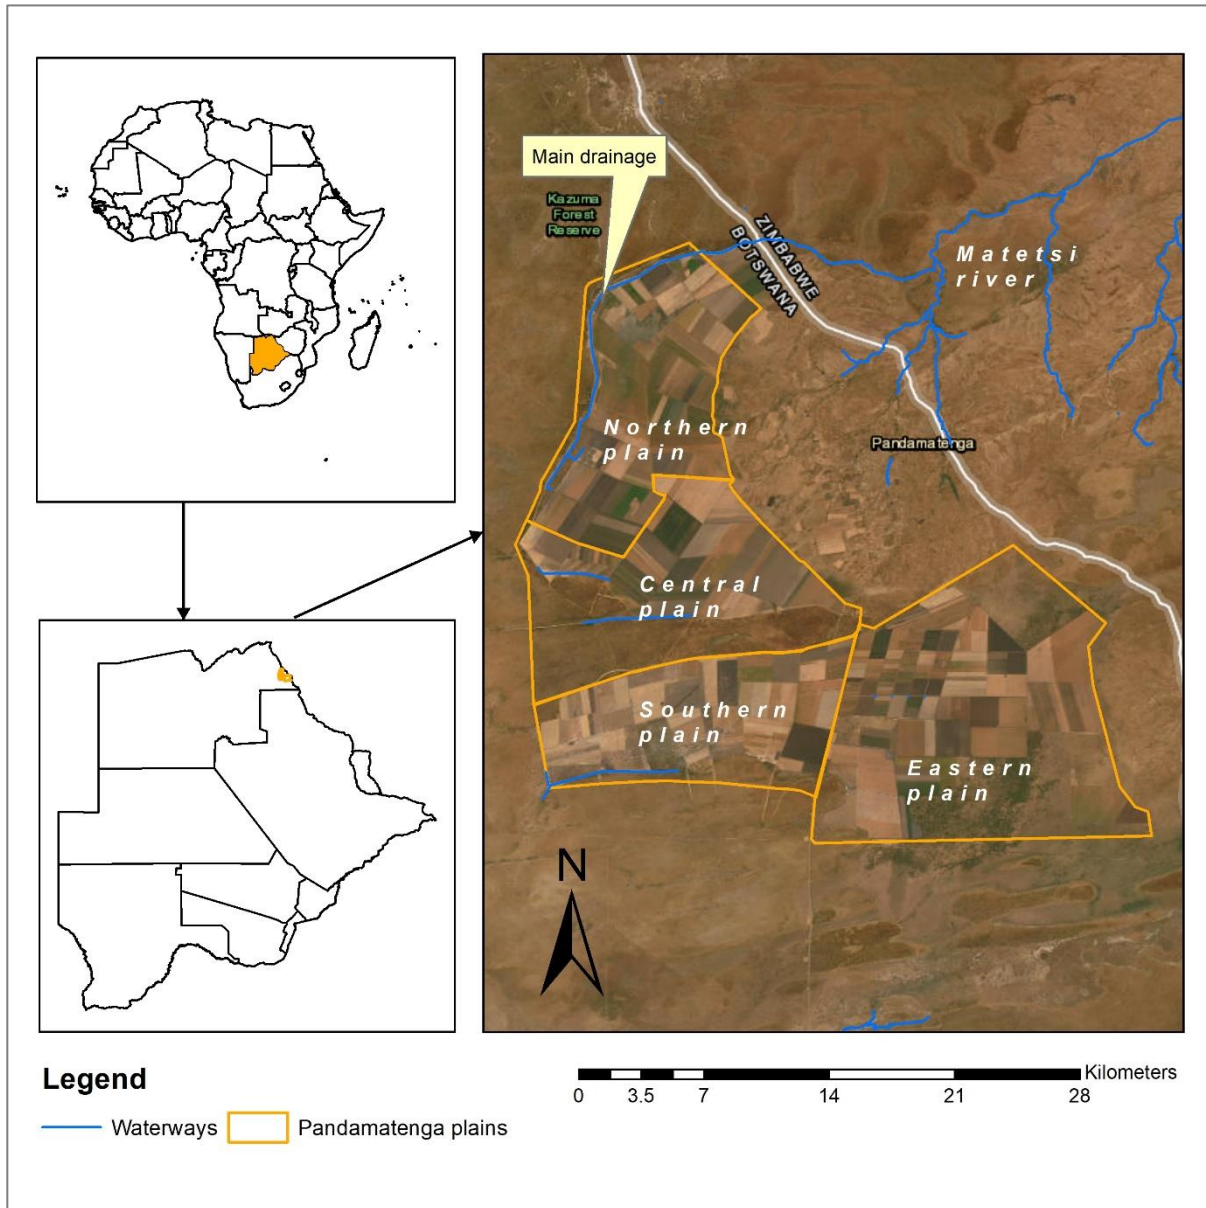 Main drainage
Kazuma
Forest
Reserve
ZIMBABWE
BOTSWANA
Matetsi
river
Northern
plain
Pandamatenga
Central
plain
Southern
plain
Eastern
plain
N
Legend
Waterways
Pandamatenga plains
Kilometers
0 3.5 7 14 21 28